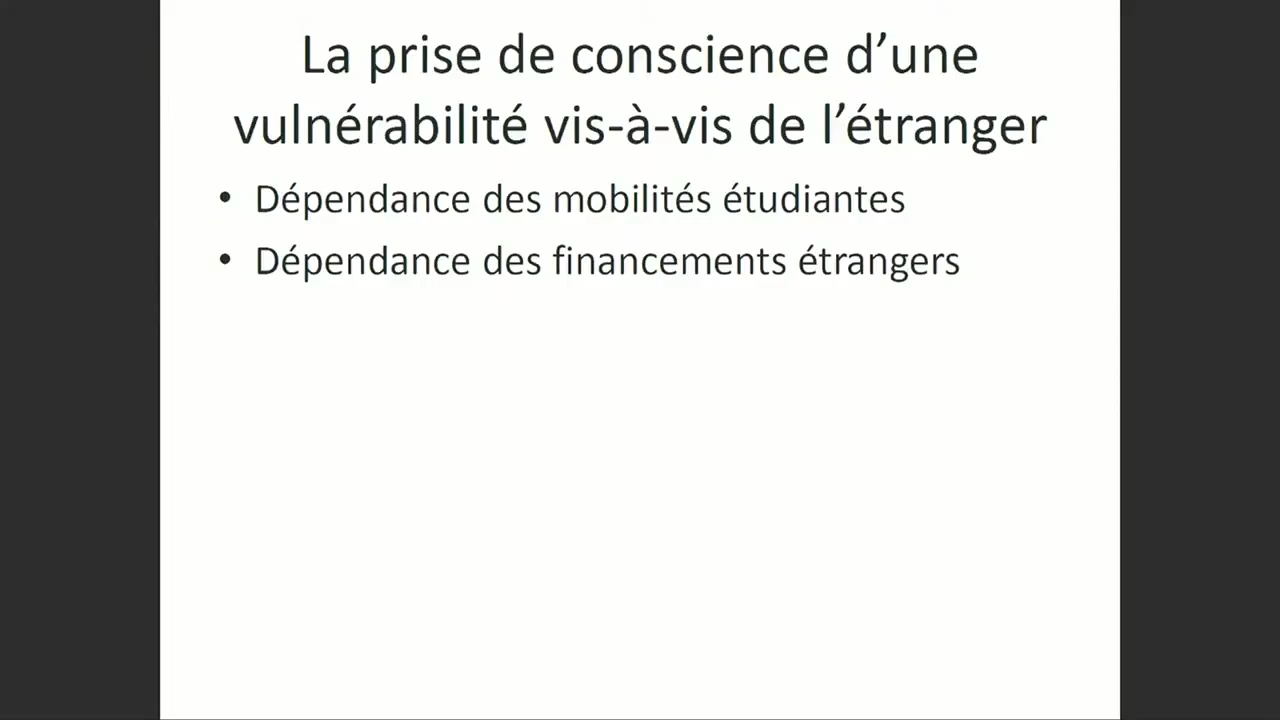 La prise de conscience d’une
vulnérabilité vis-à-vis de l’étranger
• Dépendance des mobilités étudiantes
• Dépendance des financements étrangers